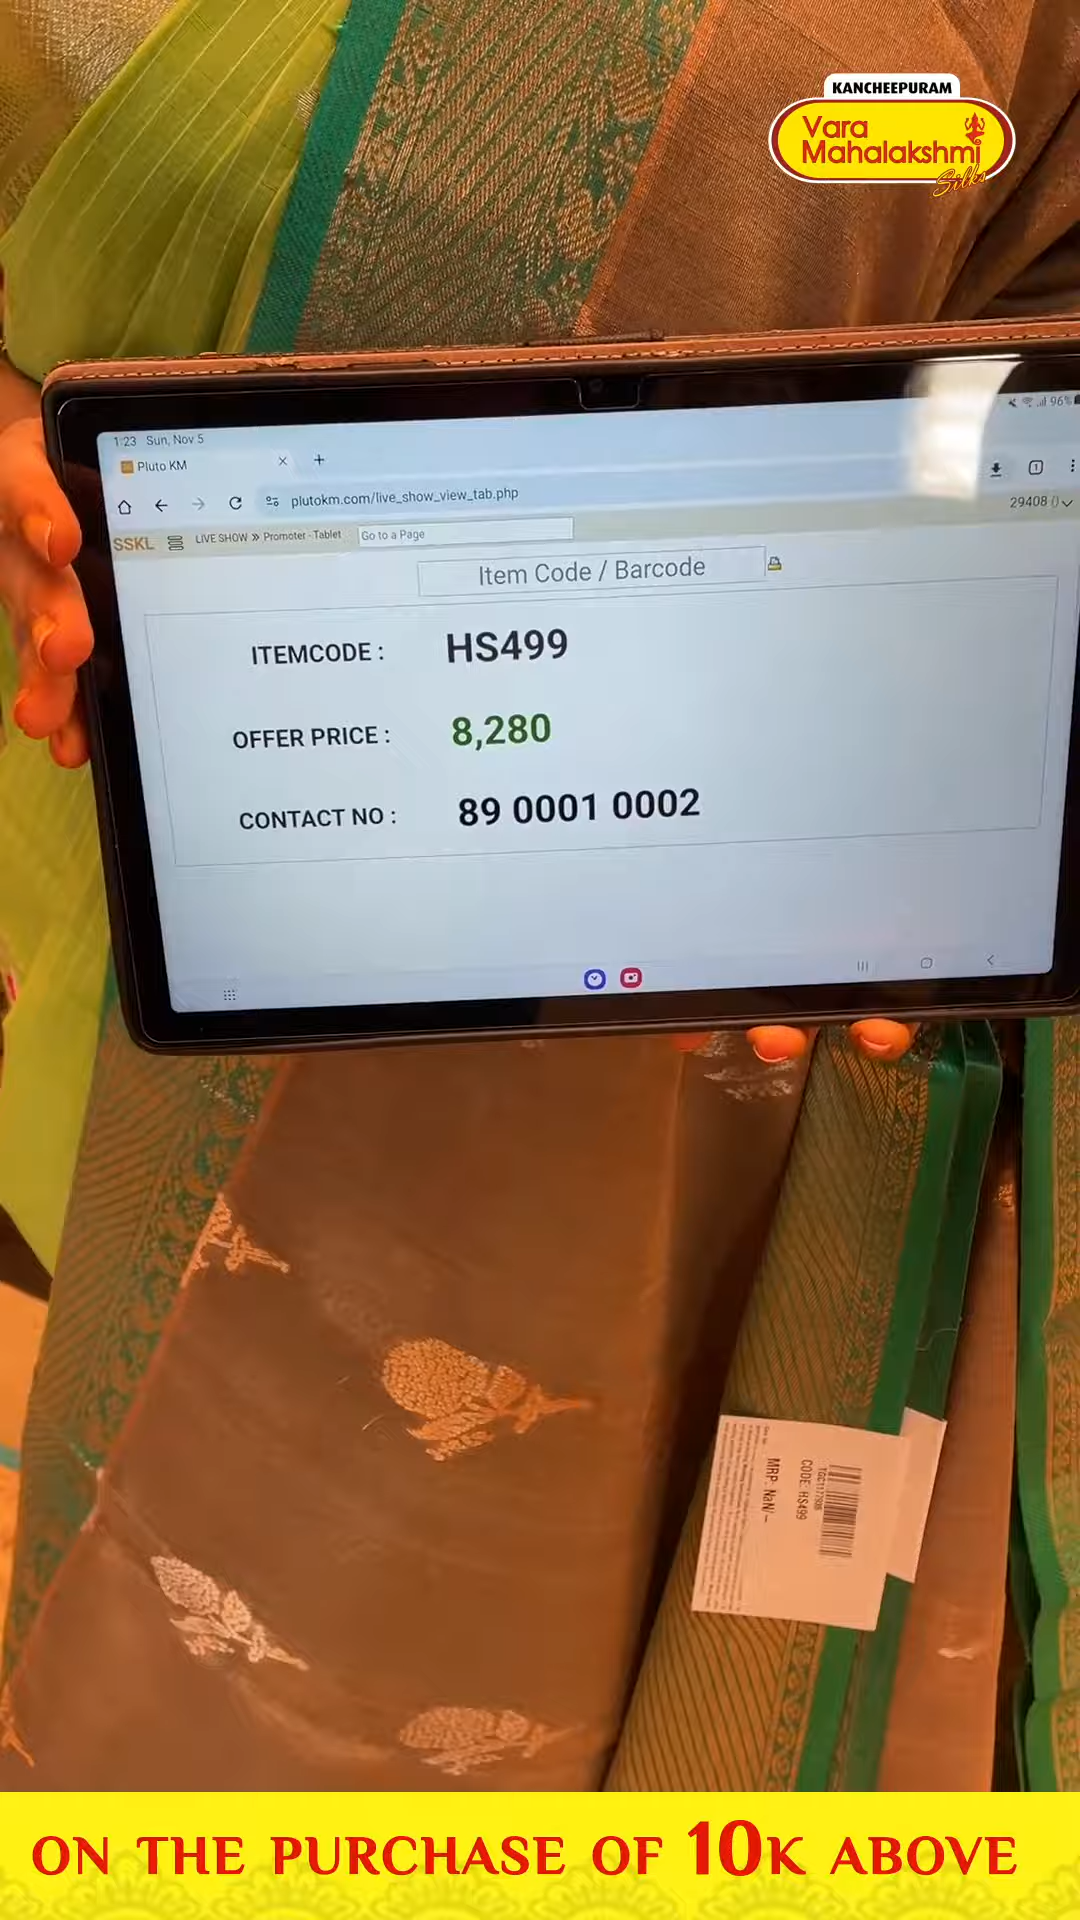 KANCHEEPURAM
Vara
Mahalakshmi
Silks
1:23 Sun, Nov 5
96%
Pluto KM
plutokm.com/live_show_view_tab.php
29408 ()
SSKL LIVE SHOW » Promoter - Tablet Go to a Page
Item Code / Barcode
ITEMCODE : HS499
OFFER PRICE : 8,280
CONTACT NO : 89 0001 0002
CODE: HS499
MRP: NaN/-
ON THE PURCHASE OF 10K ABOVE